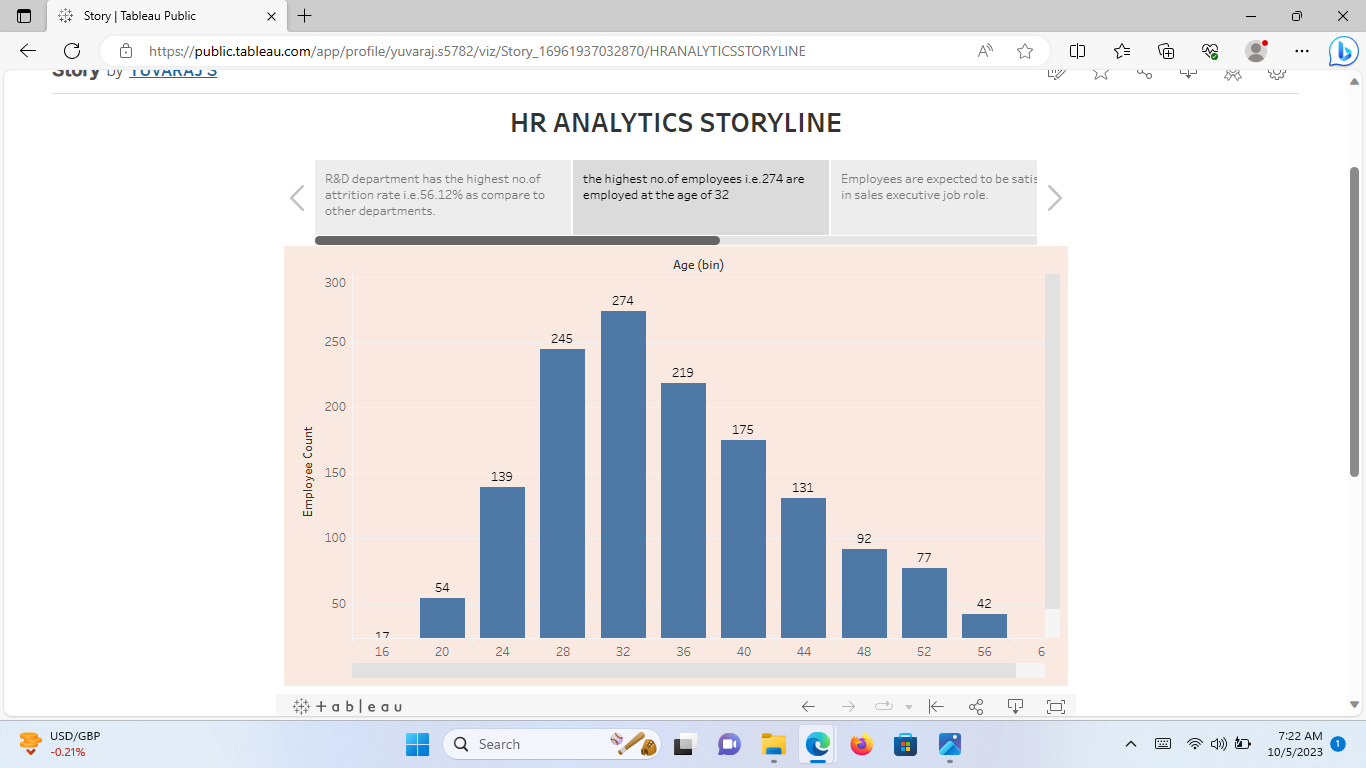 Story | Tableau Public
https://public.tableau.com/app/profile/yuvaraj.s5782/viz/Story_16961937032870/HRANALYTICSSTORYLINE
Story by YUVARAJ S
HR ANALYTICS STORYLINE
R&D department has the highest no.of
attrition rate i.e.56.12% as compare to
other departments.
the highest no.of employees i.e.274 are
employed at the age of 32
Employees are expected to be satis
in sales executive job role.
Age (bin)
300
250
200
150
100
50
Employee Count
17
54
139
245
274
219
175
131
92
77
42
16 20 24 28 32 36 40 44 48 52 56 6
+ a b | e a u
USD/GBP
-0.21%
Search
7:22 AM
10/5/2023
1